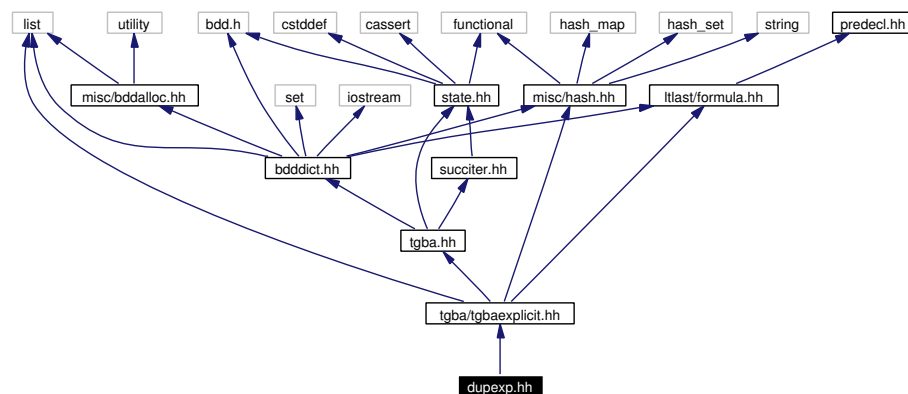 list
utility
bdd.h
cstddef
cassert
functional
hash_map
hash_set
string
predecl.hh
misc/bddalloc.hh
set
iostream
state.hh
misc/hash.hh
ltlast/formula.hh
bdddict.hh
succiter.hh
tgba.hh
tgba/tgbaexplicit.hh
dupexp.hh